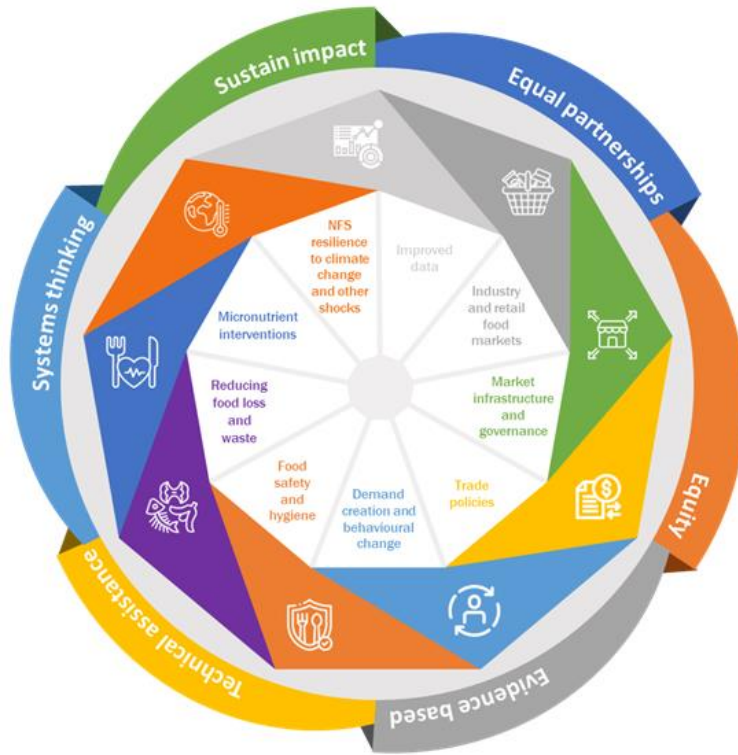 Sustain impact
Equal partnerships
Equity
Evidence based
Technical assistance
Systems thinking
Improved data
Industry and retail
food
markets
Market
infrastructure
and
governance
Trade
policies
Demand
creation and
behavioural
change
Food
safety
and
hygiene
Reducing
food loss
and
waste
Micronutrient
interventions
NFS
resilience
to climate
change
and other
shocks